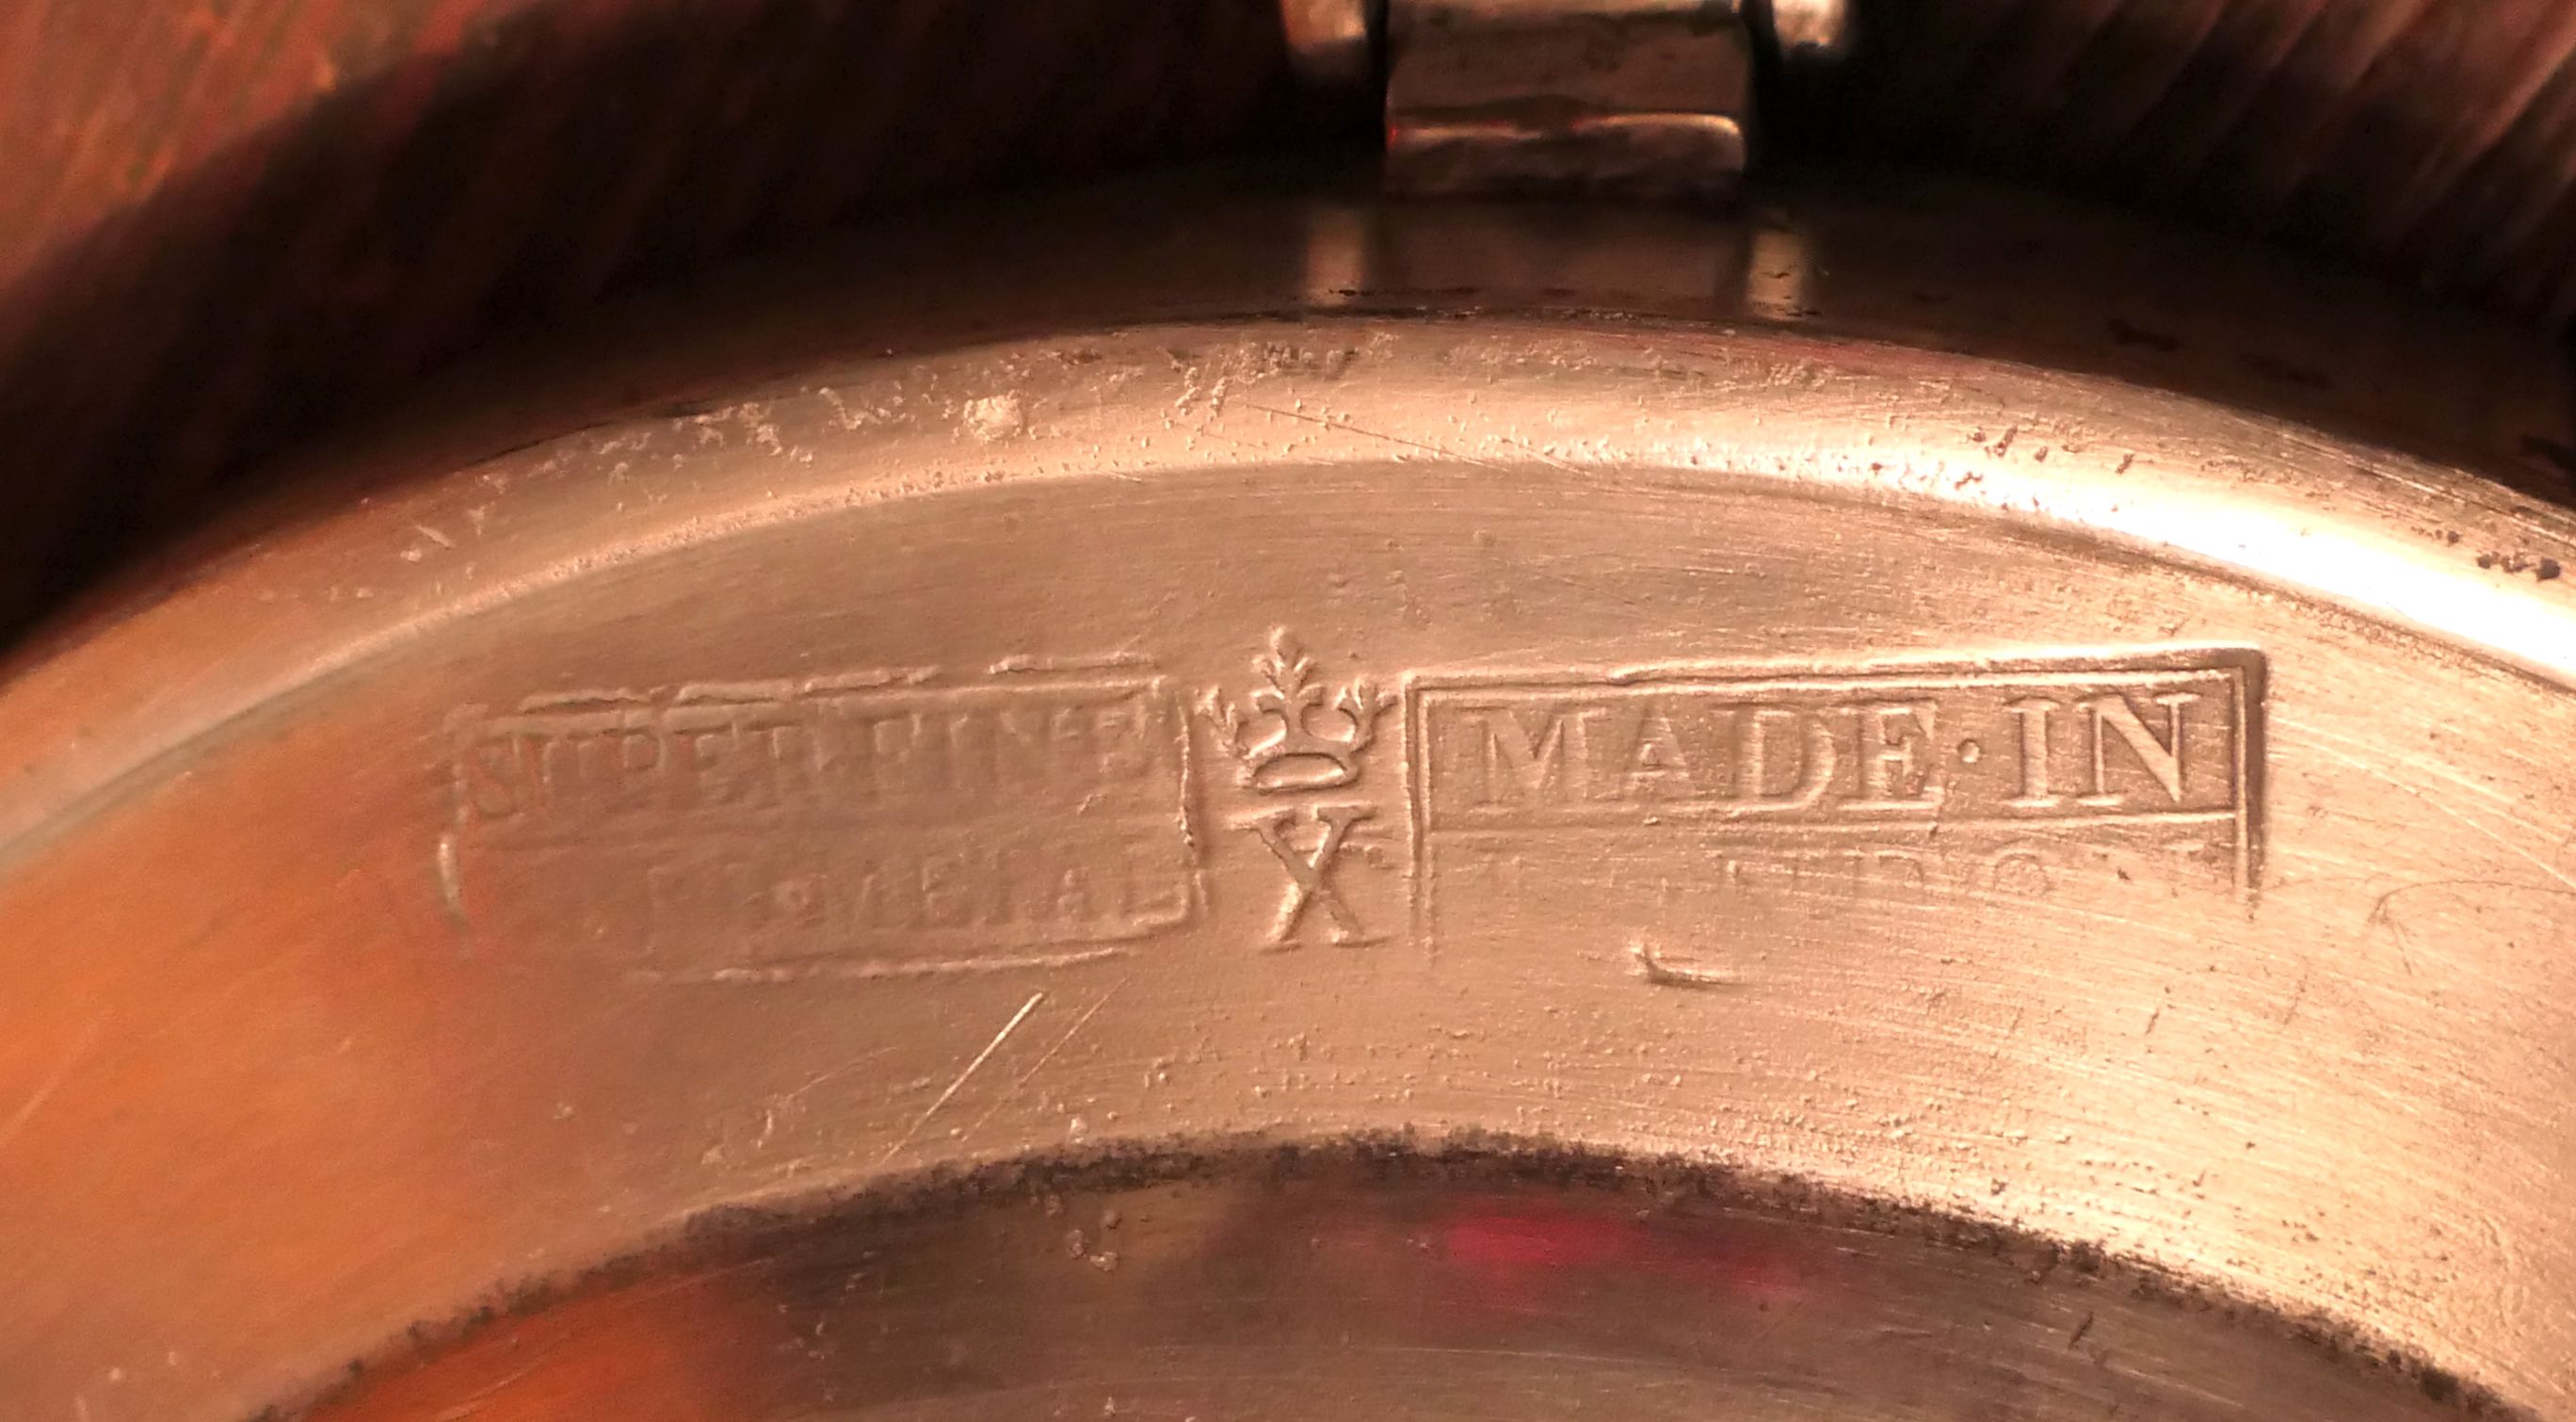 SUPERFINE
METAL
X
MADE·IN